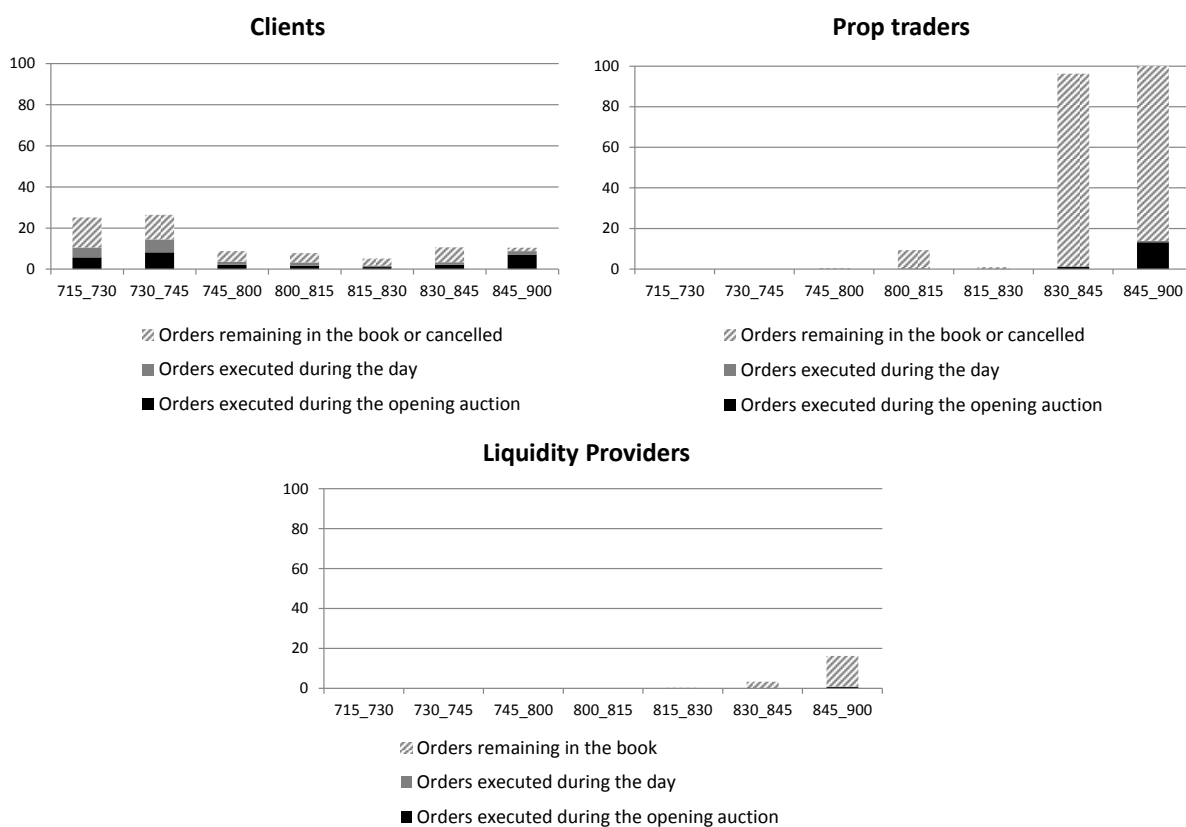 Clients
100
80
60
40
20
0
715_730 730_745 745_800 800_815 815_830 830_845 845_900
Orders remaining in the book or cancelled
Orders executed during the day
Orders executed during the opening auction
Prop traders
100
80
60
40
20
0
715_730 730_745 745_800 800_815 815_830 830_845 845_900
Orders remaining in the book or cancelled
Orders executed during the day
Orders executed during the opening auction
Liquidity Providers
100
80
60
40
20
0
715_730 730_745 745_800 800_815 815_830 830_845 845_900
Orders remaining in the book
Orders executed during the day
Orders executed during the opening auction